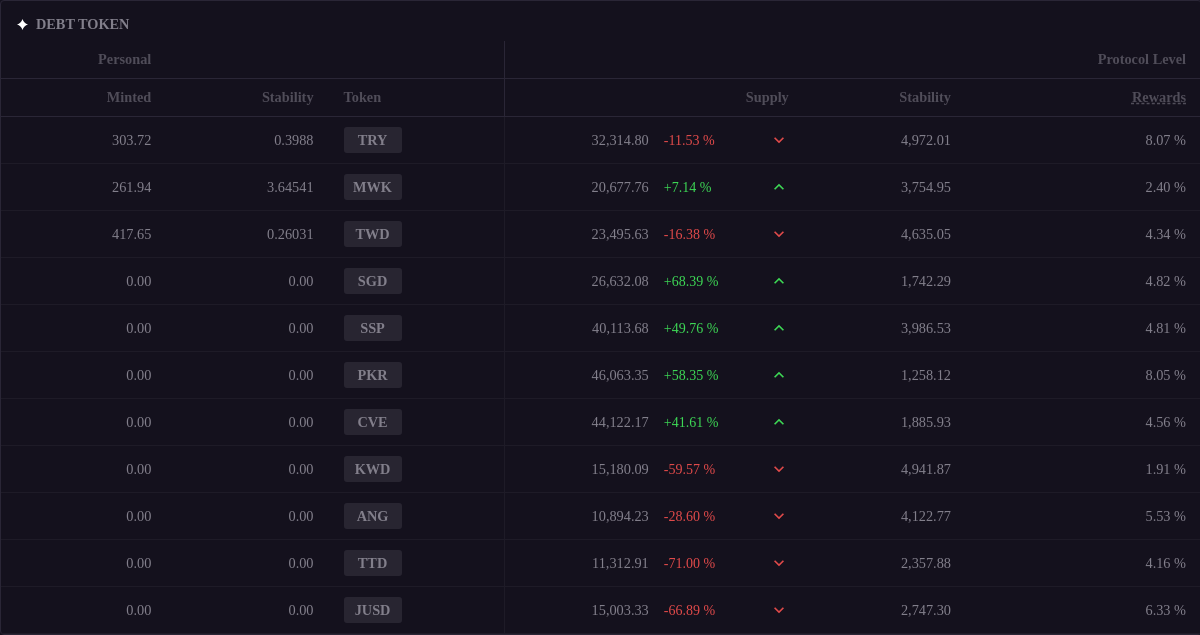 DEBT TOKEN
Personal Protocol Level
Minted Stability Token Supply Stability Rewards
303.72 0.3988 TRY 32,314.80 -11.53 % 4,972.01 8.07 %
261.94 3.64541 MWK 20,677.76 +7.14 % 3,754.95 2.40 %
417.65 0.26031 TWD 23,495.63 -16.38 % 4,635.05 4.34 %
0.00 0.00 SGD 26,632.08 +68.39 % 1,742.29 4.82 %
0.00 0.00 SSP 40,113.68 +49.76 % 3,986.53 4.81 %
0.00 0.00 PKR 46,063.35 +58.35 % 1,258.12 8.05 %
0.00 0.00 CVE 44,122.17 +41.61 % 1,885.93 4.56 %
0.00 0.00 KWD 15,180.09 -59.57 % 4,941.87 1.91 %
0.00 0.00 ANG 10,894.23 -28.60 % 4,122.77 5.53 %
0.00 0.00 TTD 11,312.91 -71.00 % 2,357.88 4.16 %
0.00 0.00 JUSD 15,003.33 -66.89 % 2,747.30 6.33 %